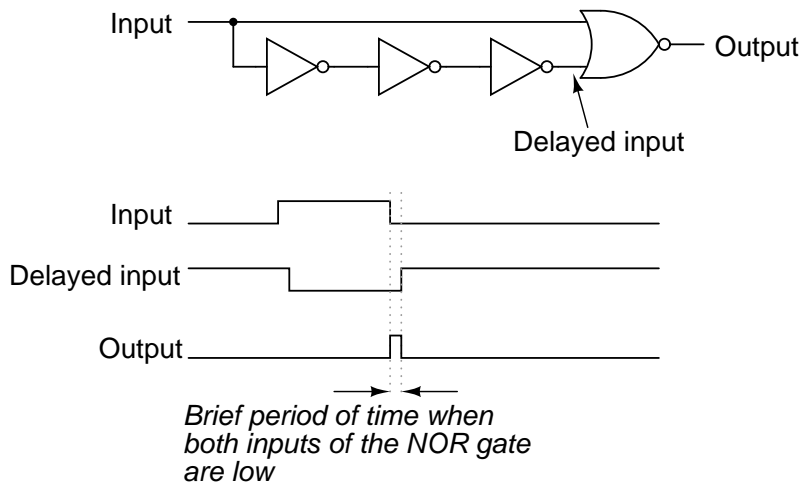 Input
Output
Delayed input
Input
Delayed input
Output
Brief period of time when
both inputs of the NOR gate
are low